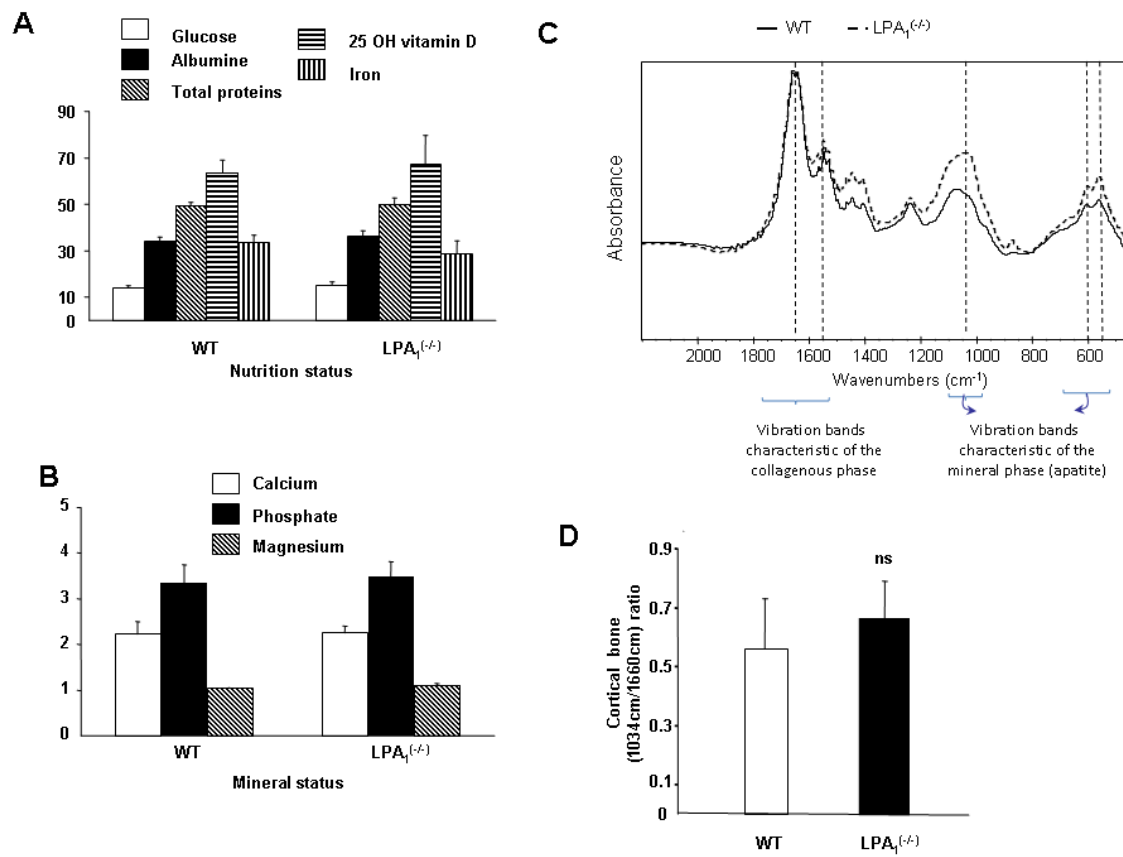 A
Glucose
Albumine
Total proteins
25 OH vitamin D
Iron
90
70
50
30
10
0
WT LPA₁⁽⁻/⁻⁾
Nutrition status
B
Calcium
Phosphate
Magnesium
5
4
3
2
1
0
WT LPA₁⁽⁻/⁻⁾
Mineral status
C
WT LPA₁⁽⁻/⁻⁾
Absorbance
2000 1800 1600 1400 1200 1000 800 600
Wavenumbers (cm⁻¹)
Vibration bands
characteristic of the
collagenous phase
Vibration bands
characteristic of the
mineral phase (apatite)
D
Cortical bone
(1034cm/1660cm) ratio
0.9
0.7
0.5
0.3
0.1
0
ns
WT LPA₁⁽⁻/⁻⁾